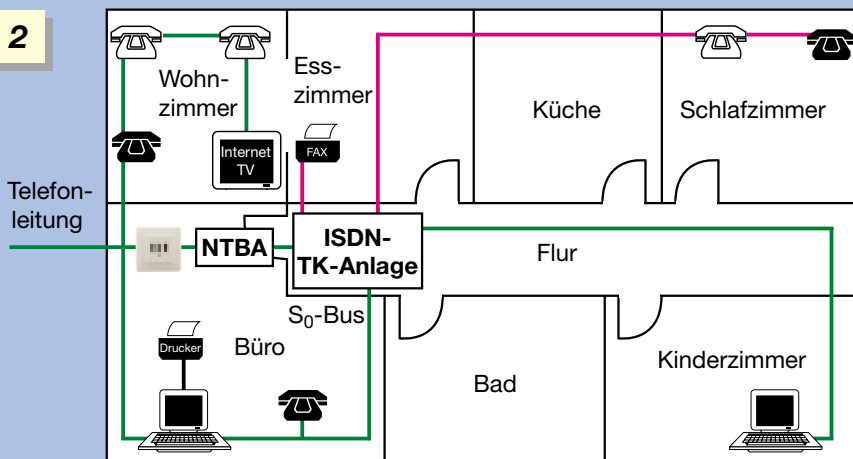 2
Wohn-
zimmer
Ess-
zimmer
Küche
Schlafzimmer
Internet
TV
FAX
Telefon-
leitung
NTBA
ISDN-
TK-Anlage
Flur
S₀-Bus
Drucker
Büro
Bad
Kinderzimmer